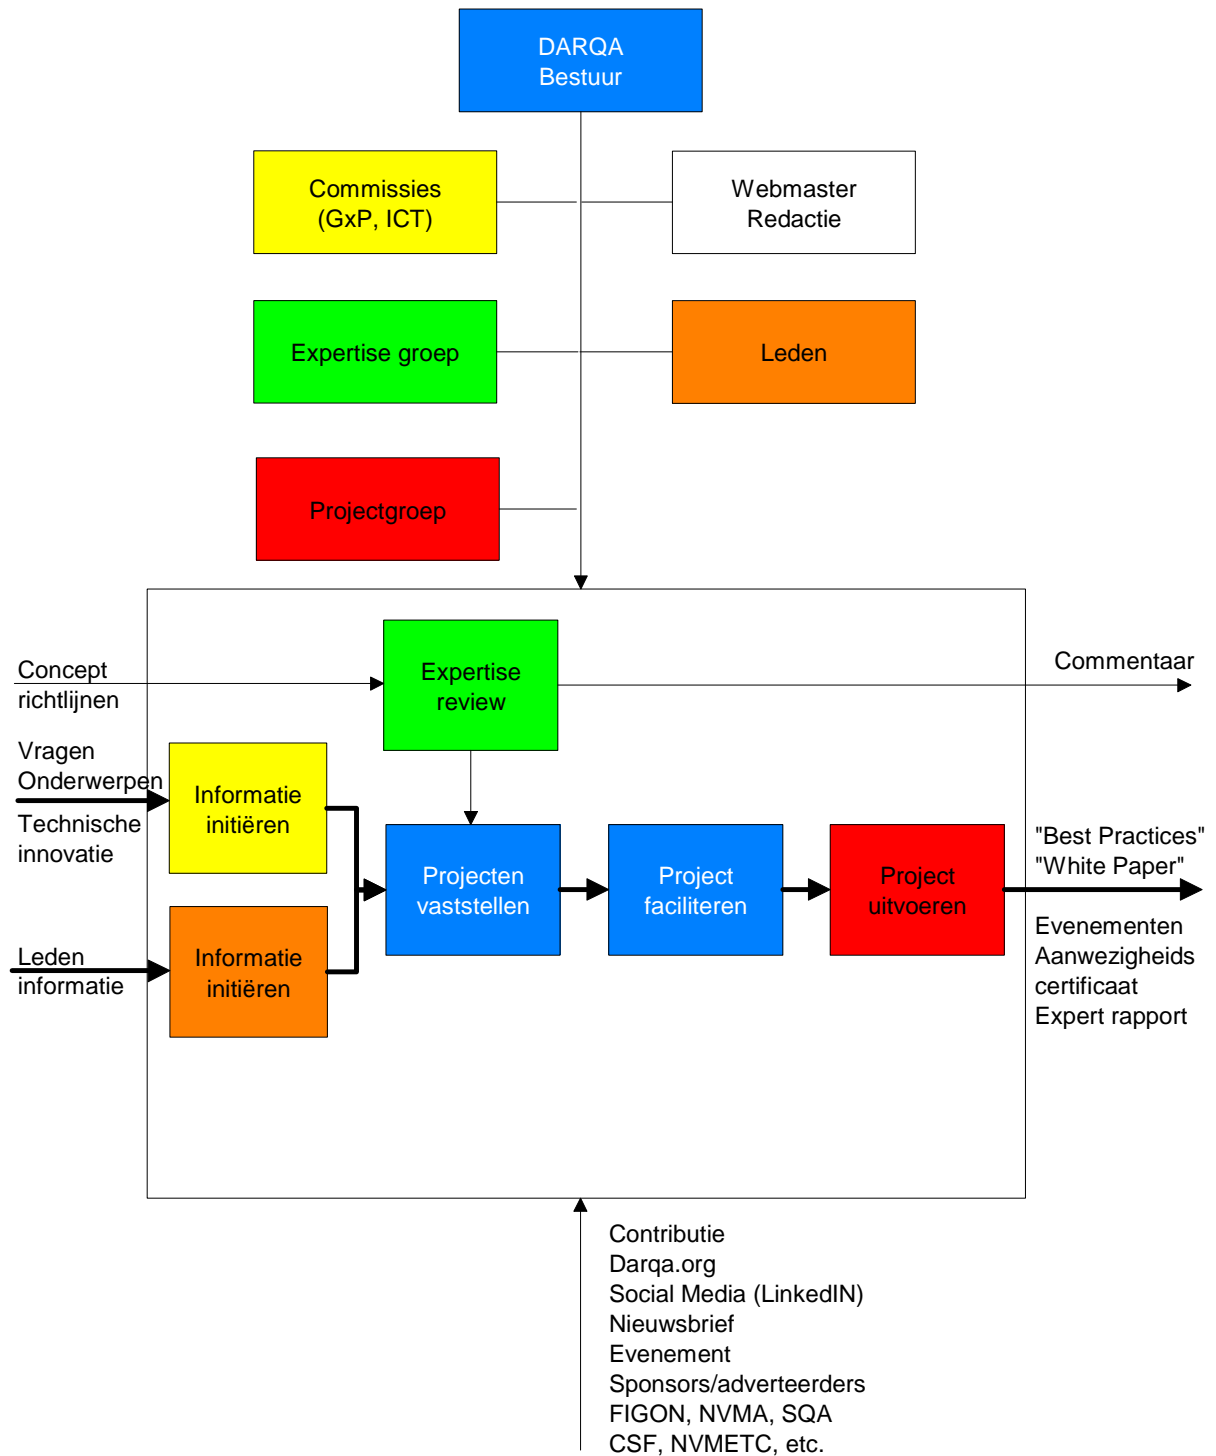 DARQA
Bestuur
Commissies
(GxP, ICT)
Webmaster
Redactie
Expertise groep
Leden
Projectgroep
Concept
richtlijnen
Expertise
review
Commentaar
Vragen
Onderwerpen
Technische
innovatie
Informatie
initiëren
Projecten
vaststellen
Project
faciliteren
Project
uitvoeren
"Best Practices"
"White Paper"
Evenementen
Aanwezigheids
certificaat
Expert rapport
Leden
informatie
Informatie
initiëren
Contributie
Darqa.org
Social Media (LinkedIN)
Nieuwsbrief
Evenement
Sponsors/adverteerders
FIGON, NVMA, SQA
CSF, NVMETC, etc.